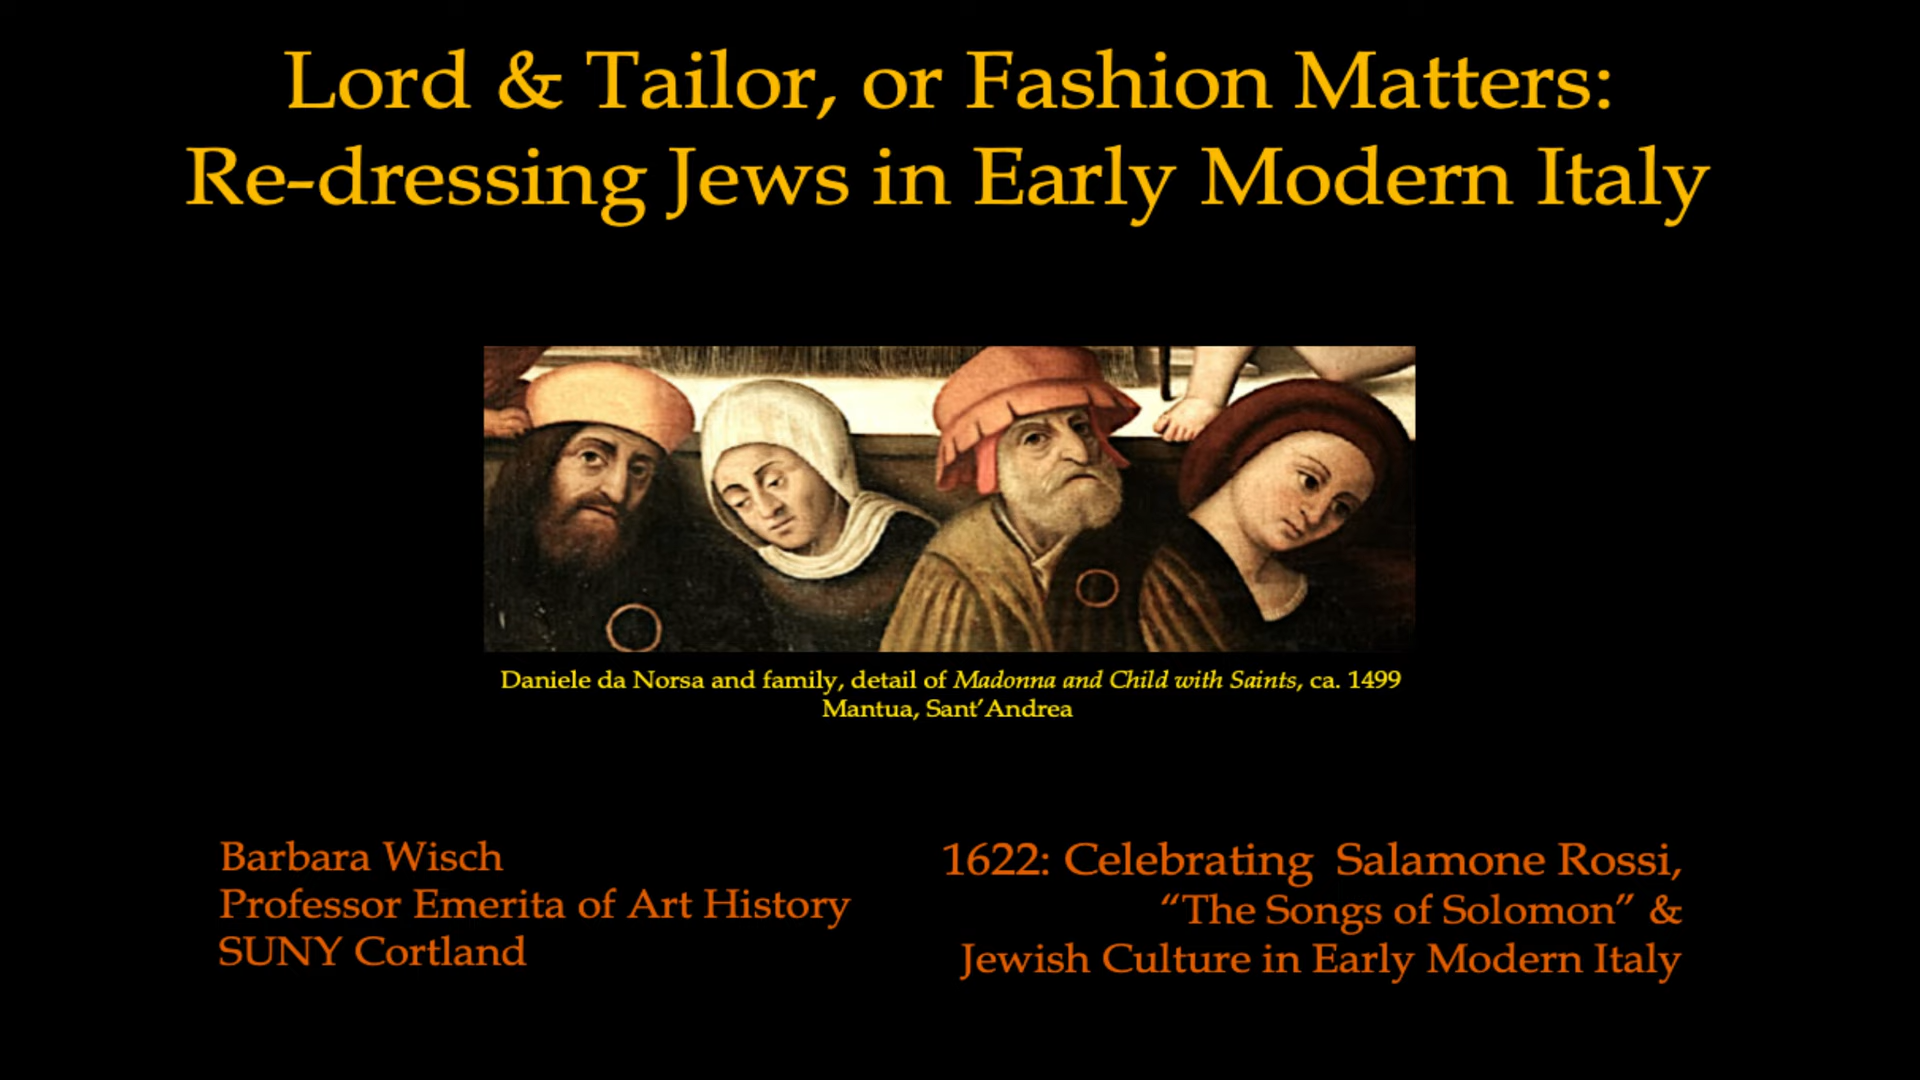 Lord & Tailor, or Fashion Matters:
Re-dressing Jews in Early Modern Italy
Daniele da Norsa and family, detail of Madonna and Child with Saints, ca. 1499
Mantua, Sant’Andrea
Barbara Wisch
Professor Emerita of Art History
SUNY Cortland
1622: Celebrating Salamone Rossi,
“The Songs of Solomon” &
Jewish Culture in Early Modern Italy